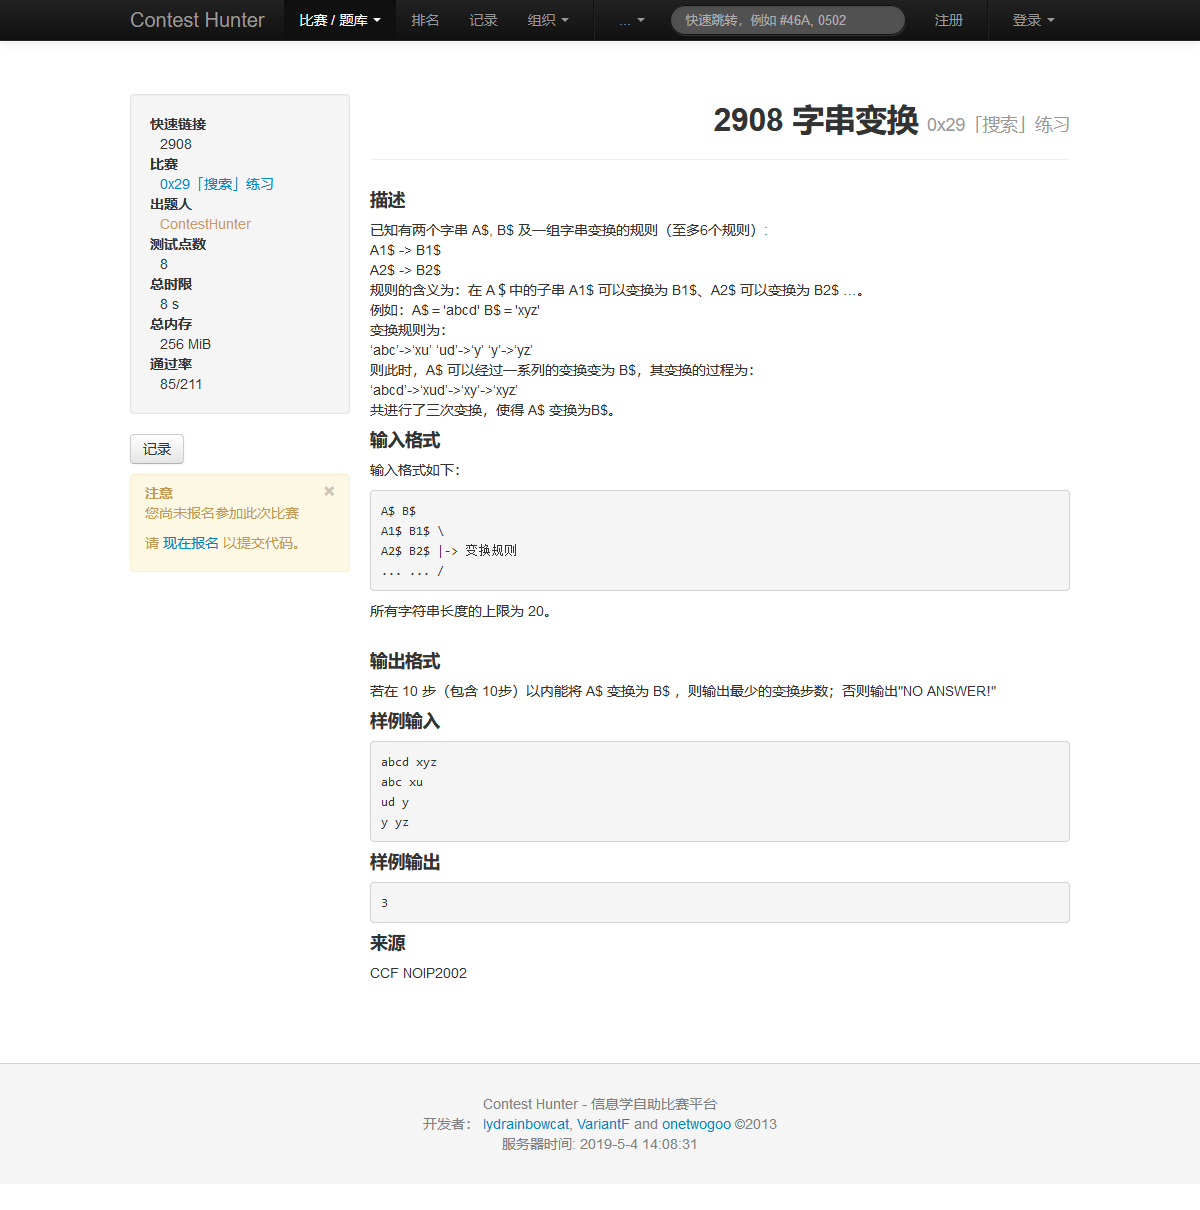 Contest Hunter 比赛 / 题库 排名 记录 组织 ... 快速跳转，例如 #46A, 0502 注册 登录
快速链接
2908
比赛
0x29「搜索」练习
出题人
ContestHunter
测试点数
8
总时限
8 s
总内存
256 MiB
通过率
85/211
记录
注意 ×
您尚未报名参加此次比赛
请 现在报名 以提交代码。
2908 字串变换 0x29「搜索」练习
描述
已知有两个字串 A$, B$ 及一组字串变换的规则（至多6个规则）:
A1$ -> B1$
A2$ -> B2$
规则的含义为：在 A＄中的子串 A1$ 可以变换为 B1$、A2$ 可以变换为 B2$ …。
例如：A$＝'abcd' B$＝'xyz'
变换规则为：
‘abc’->‘xu’ ‘ud’->‘y’ ‘y’->‘yz’
则此时，A$ 可以经过一系列的变换变为 B$，其变换的过程为：
‘abcd’->‘xud’->‘xy’->‘xyz’
共进行了三次变换，使得 A$ 变换为B$。
输入格式
输入格式如下：
A$ B$
A1$ B1$ \
A2$ B2$ |-> 变换规则
... ... /
所有字符串长度的上限为 20。
输出格式
若在 10 步（包含 10步）以内能将 A$ 变换为 B$ ，则输出最少的变换步数；否则输出"NO ANSWER!"
样例输入
abcd xyz
abc xu
ud y
y yz
样例输出
3
来源
CCF NOIP2002
Contest Hunter - 信息学自助比赛平台
开发者： lydrainbowcat, VariantF and onetwogoo ©2013
服务器时间: 2019-5-4 14:08:31